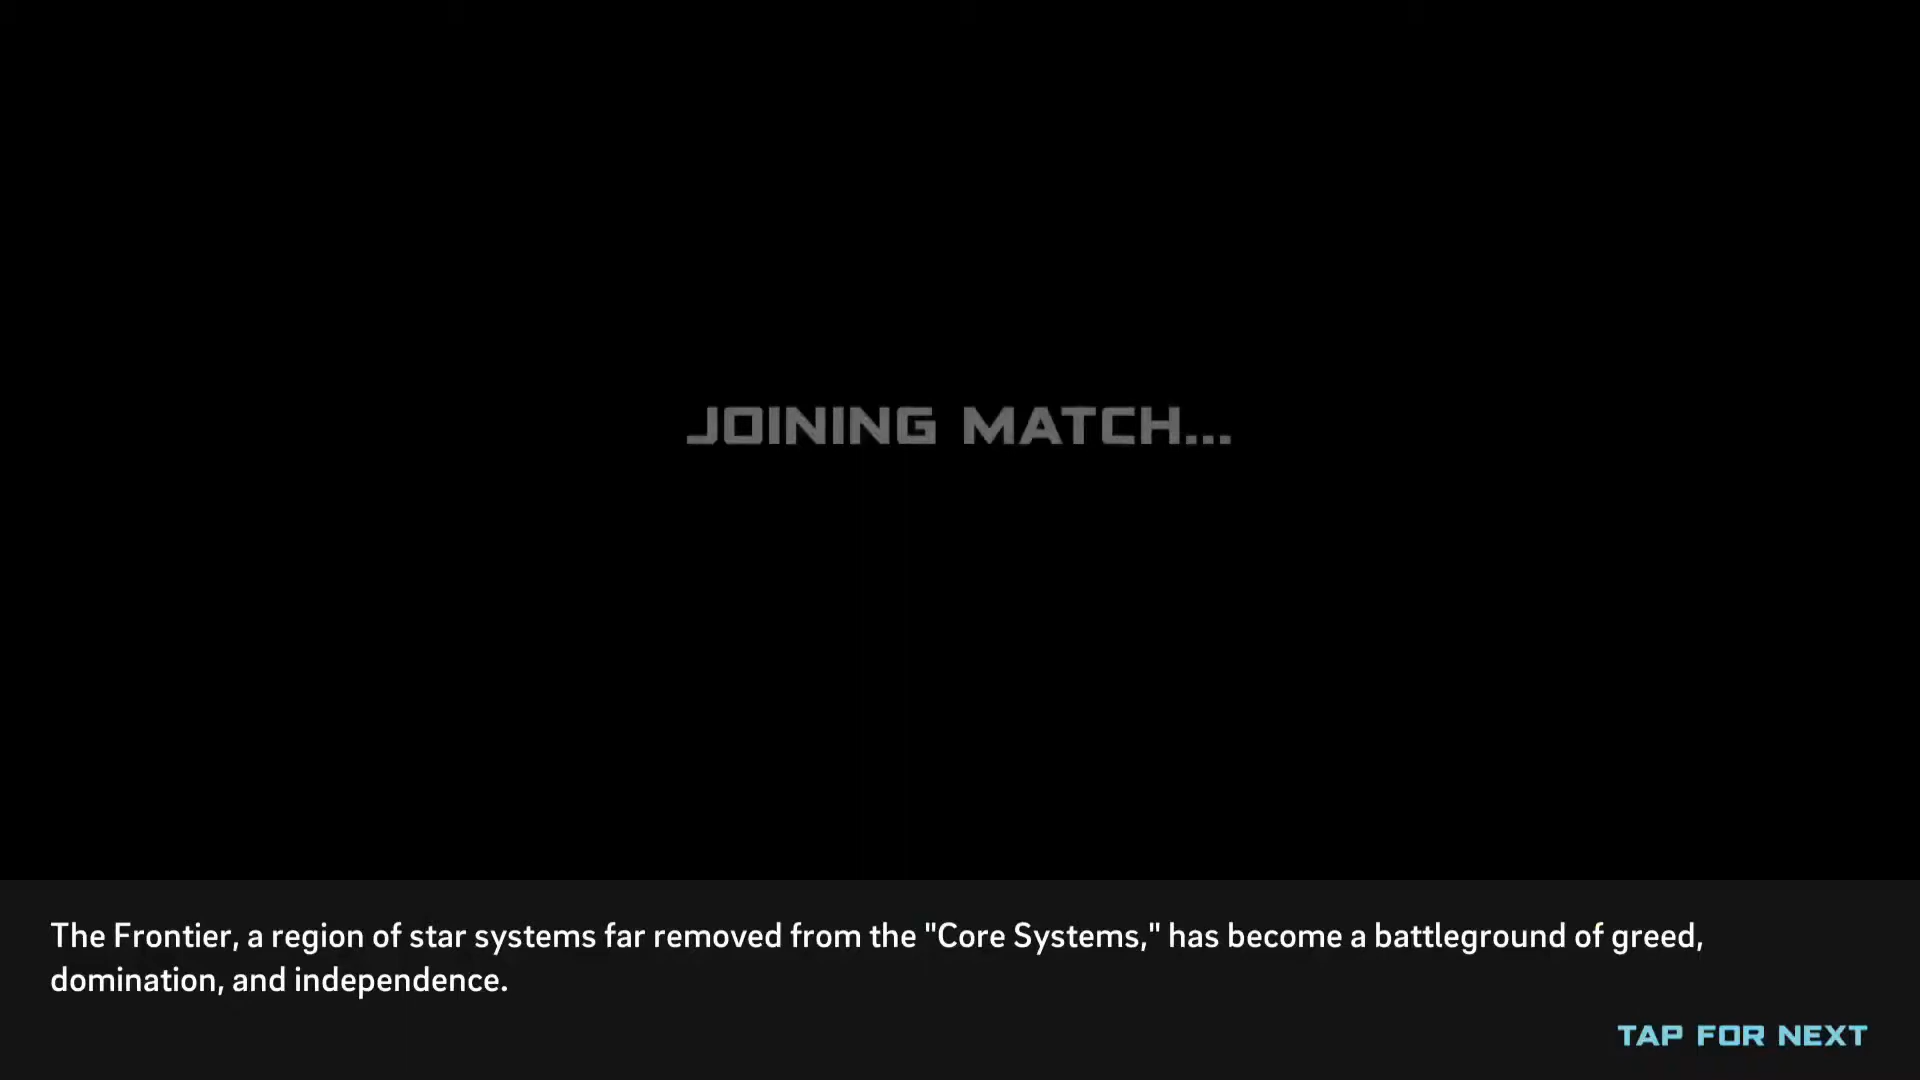 JOINING MATCH...
The Frontier, a region of star systems far removed from the "Core Systems," has become a battleground of greed,
domination, and independence.
TAP FOR NEXT